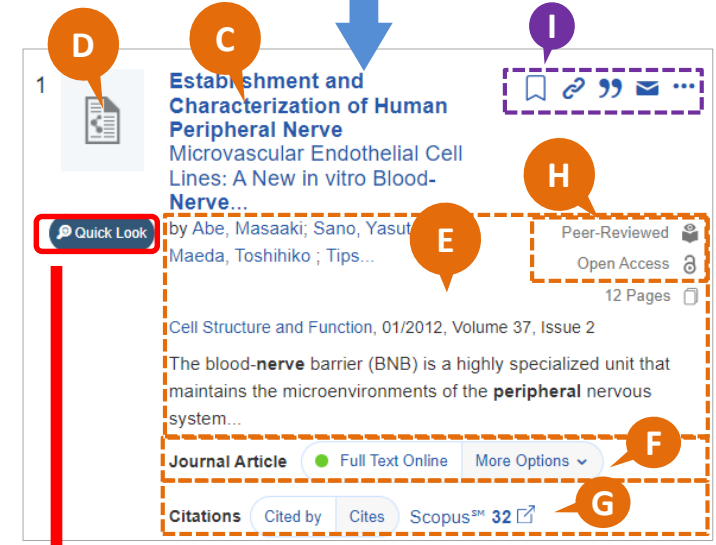 D
C
I
1
Establishment and
Characterization of Human
Peripheral Nerve
Microvascular Endothelial Cell
Lines: A New in vitro Blood-
Nerve...
H
Quick Look
by Abe, Masaaki; Sano,
E
Peer-Reviewed
Maeda, Toshihiko ; Tips...
Open Access
12 Pages
Cell Structure and Function, 01/2012, Volume 37, Issue 2
The blood-nerve barrier (BNB) is a highly specialized unit that
maintains the microenvironments of the peripheral nervous
system...
F
Journal Article Full Text Online More Options
G
Citations Cited by Cites Scopus℠ 32